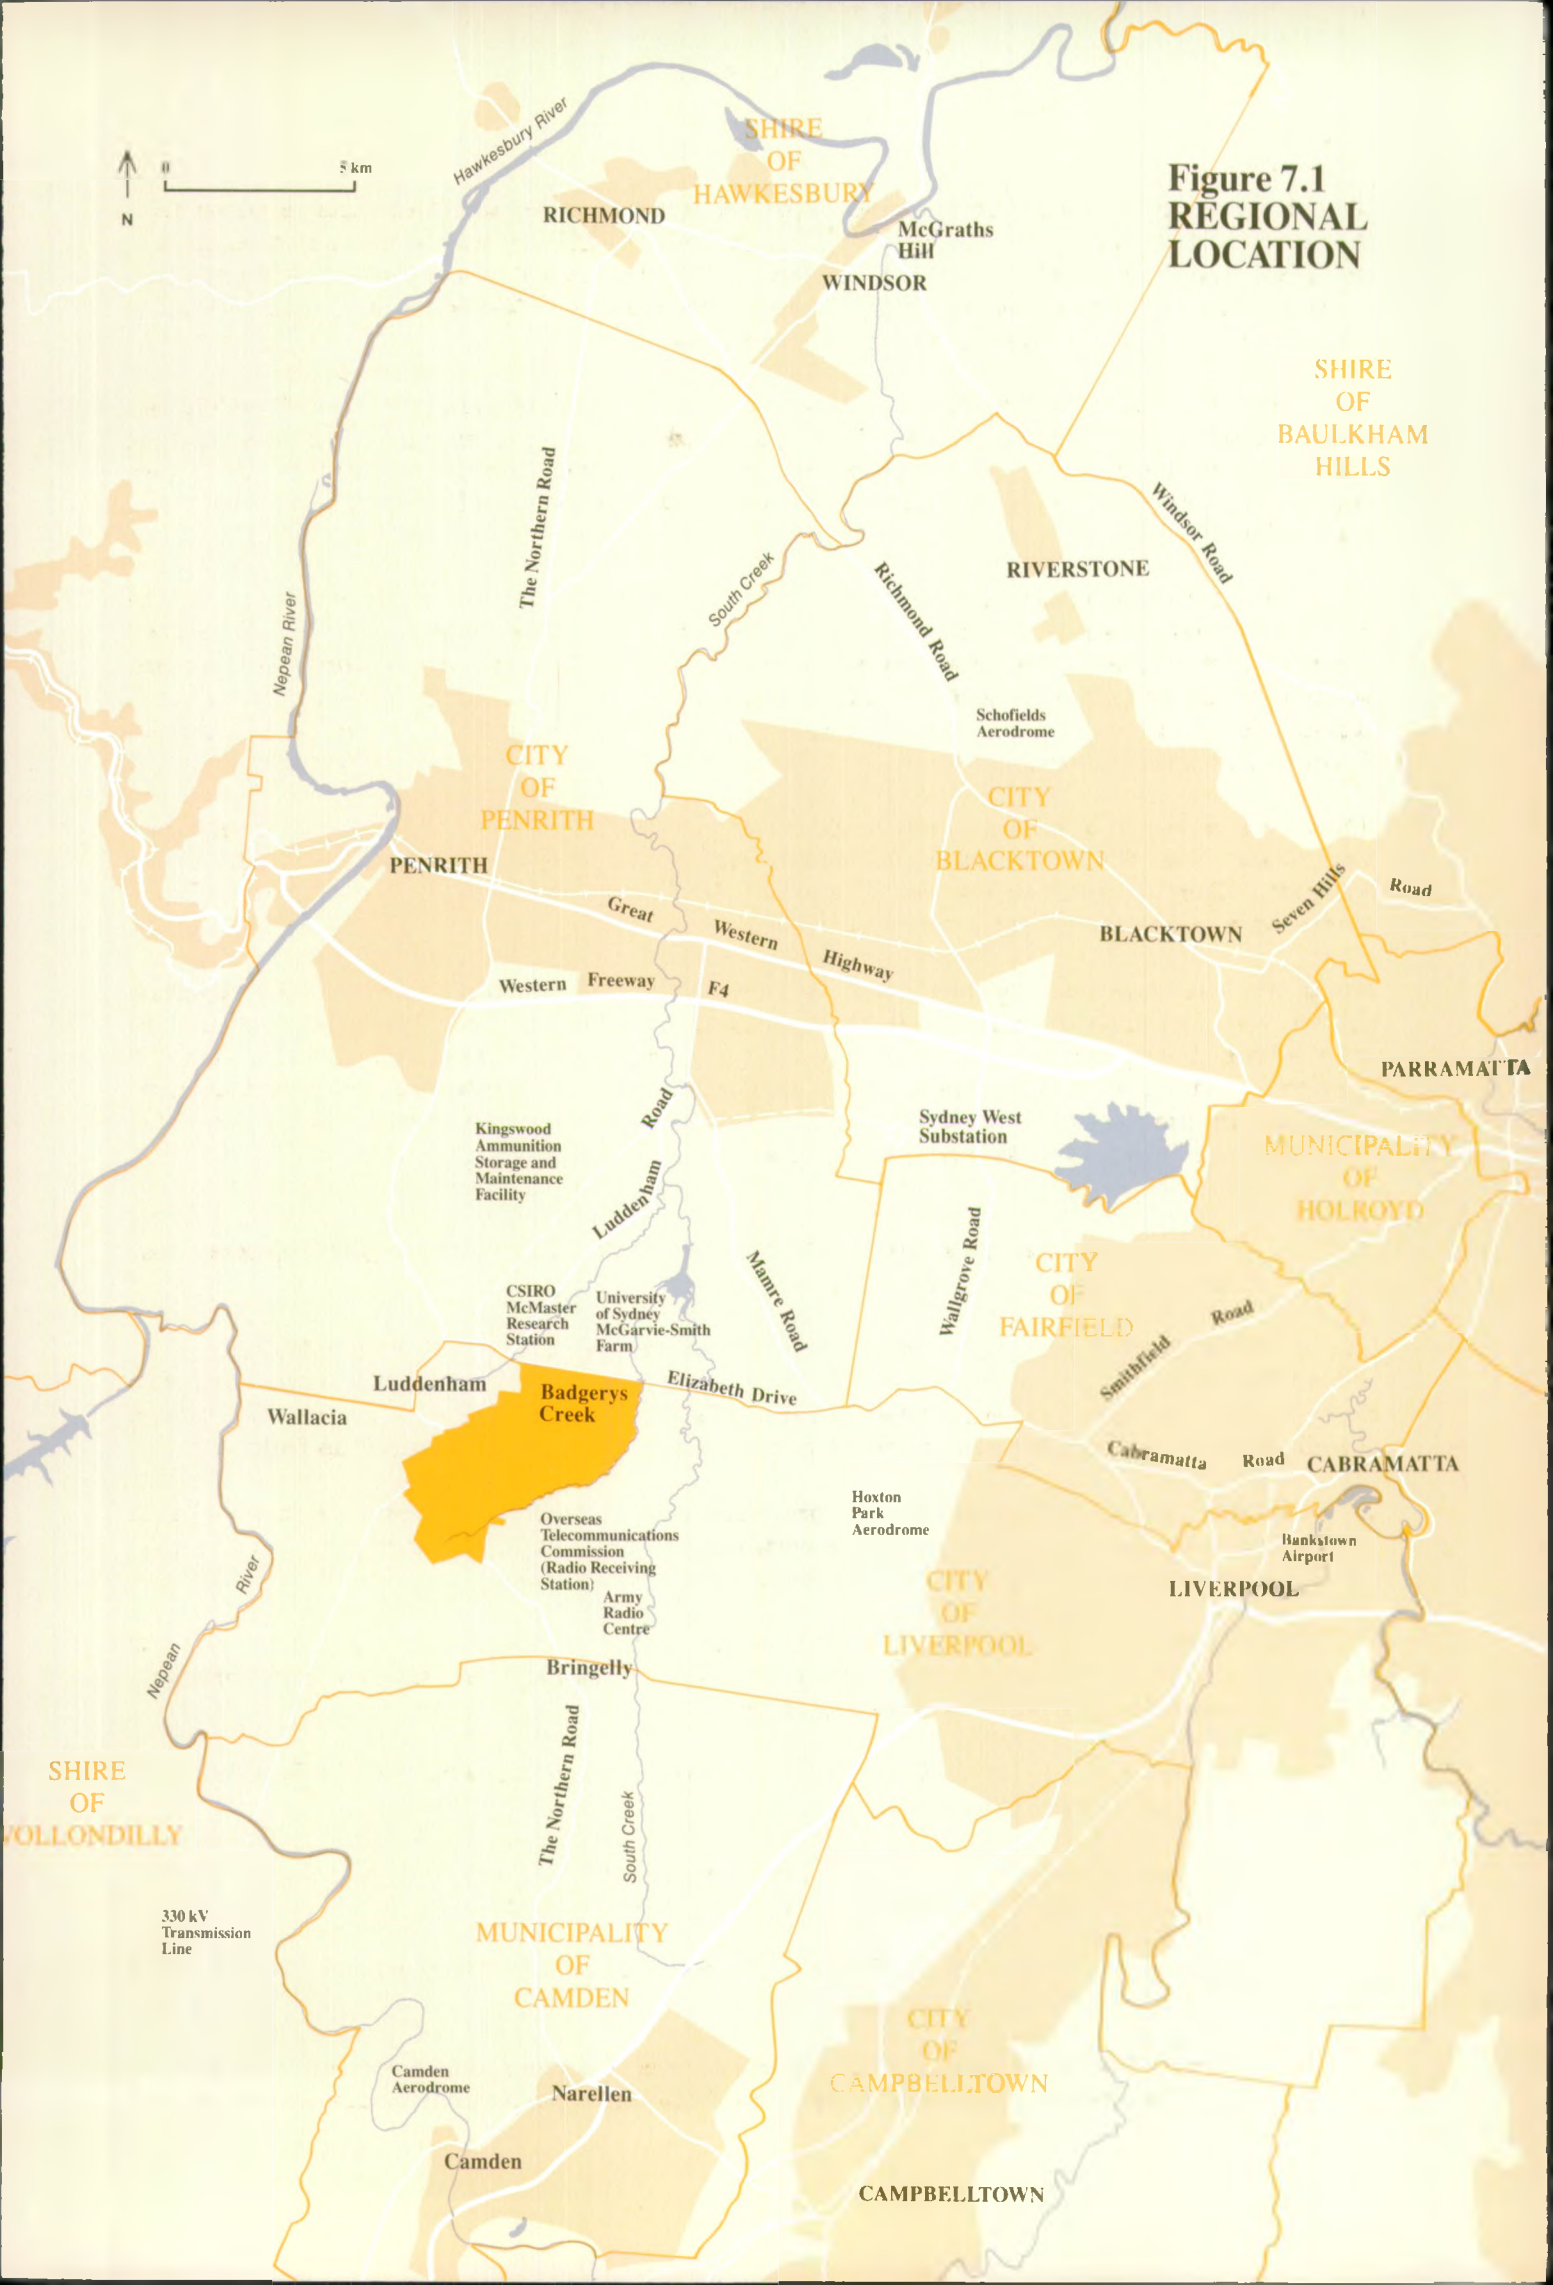 Figure 7.1
REGIONAL
LOCATION
0 5 km
N
Hawkesbury River
SHIRE
OF
HAWKESBURY
RICHMOND
McGraths
Hill
WINDSOR
SHIRE
OF
BAULKHAM
HILLS
The Northern Road
Windsor Road
South Creek
Richmond Road
RIVERSTONE
Nepean River
Schofields
Aerodrome
CITY
OF
PENRITH
CITY
OF
BLACKTOWN
PENRITH
Great Western Highway
Seven Hills Road
BLACKTOWN
Western Freeway F4
PARRAMATTA
Kingswood
Ammunition
Storage and
Maintenance
Facility
Luddenham Road
Sydney West
Substation
MUNICIPALITY
OF
HOLROYD
Mamre Road
Wallgrove Road
CITY
OF
FAIRFIELD
CSIRO
McMaster
Research
Station
University
of Sydney
McGarvie-Smith
Farm
Smithfield Road
Luddenham
Badgerys
Creek
Elizabeth Drive
Wallacia
Cabramatta Road
CABRAMATTA
Hoxton
Park
Aerodrome
Overseas
Telecommunications
Commission
(Radio Receiving
Station)
Bankstown
Airport
Army
Radio
Centre
CITY
OF
LIVERPOOL
LIVERPOOL
Nepean River
Bringelly
The Northern Road
South Creek
SHIRE
OF
WOLLONDILLY
330 kV
Transmission
Line
MUNICIPALITY
OF
CAMDEN
CITY
OF
CAMPBELLTOWN
Camden
Aerodrome
Narellen
Camden
CAMPBELLTOWN